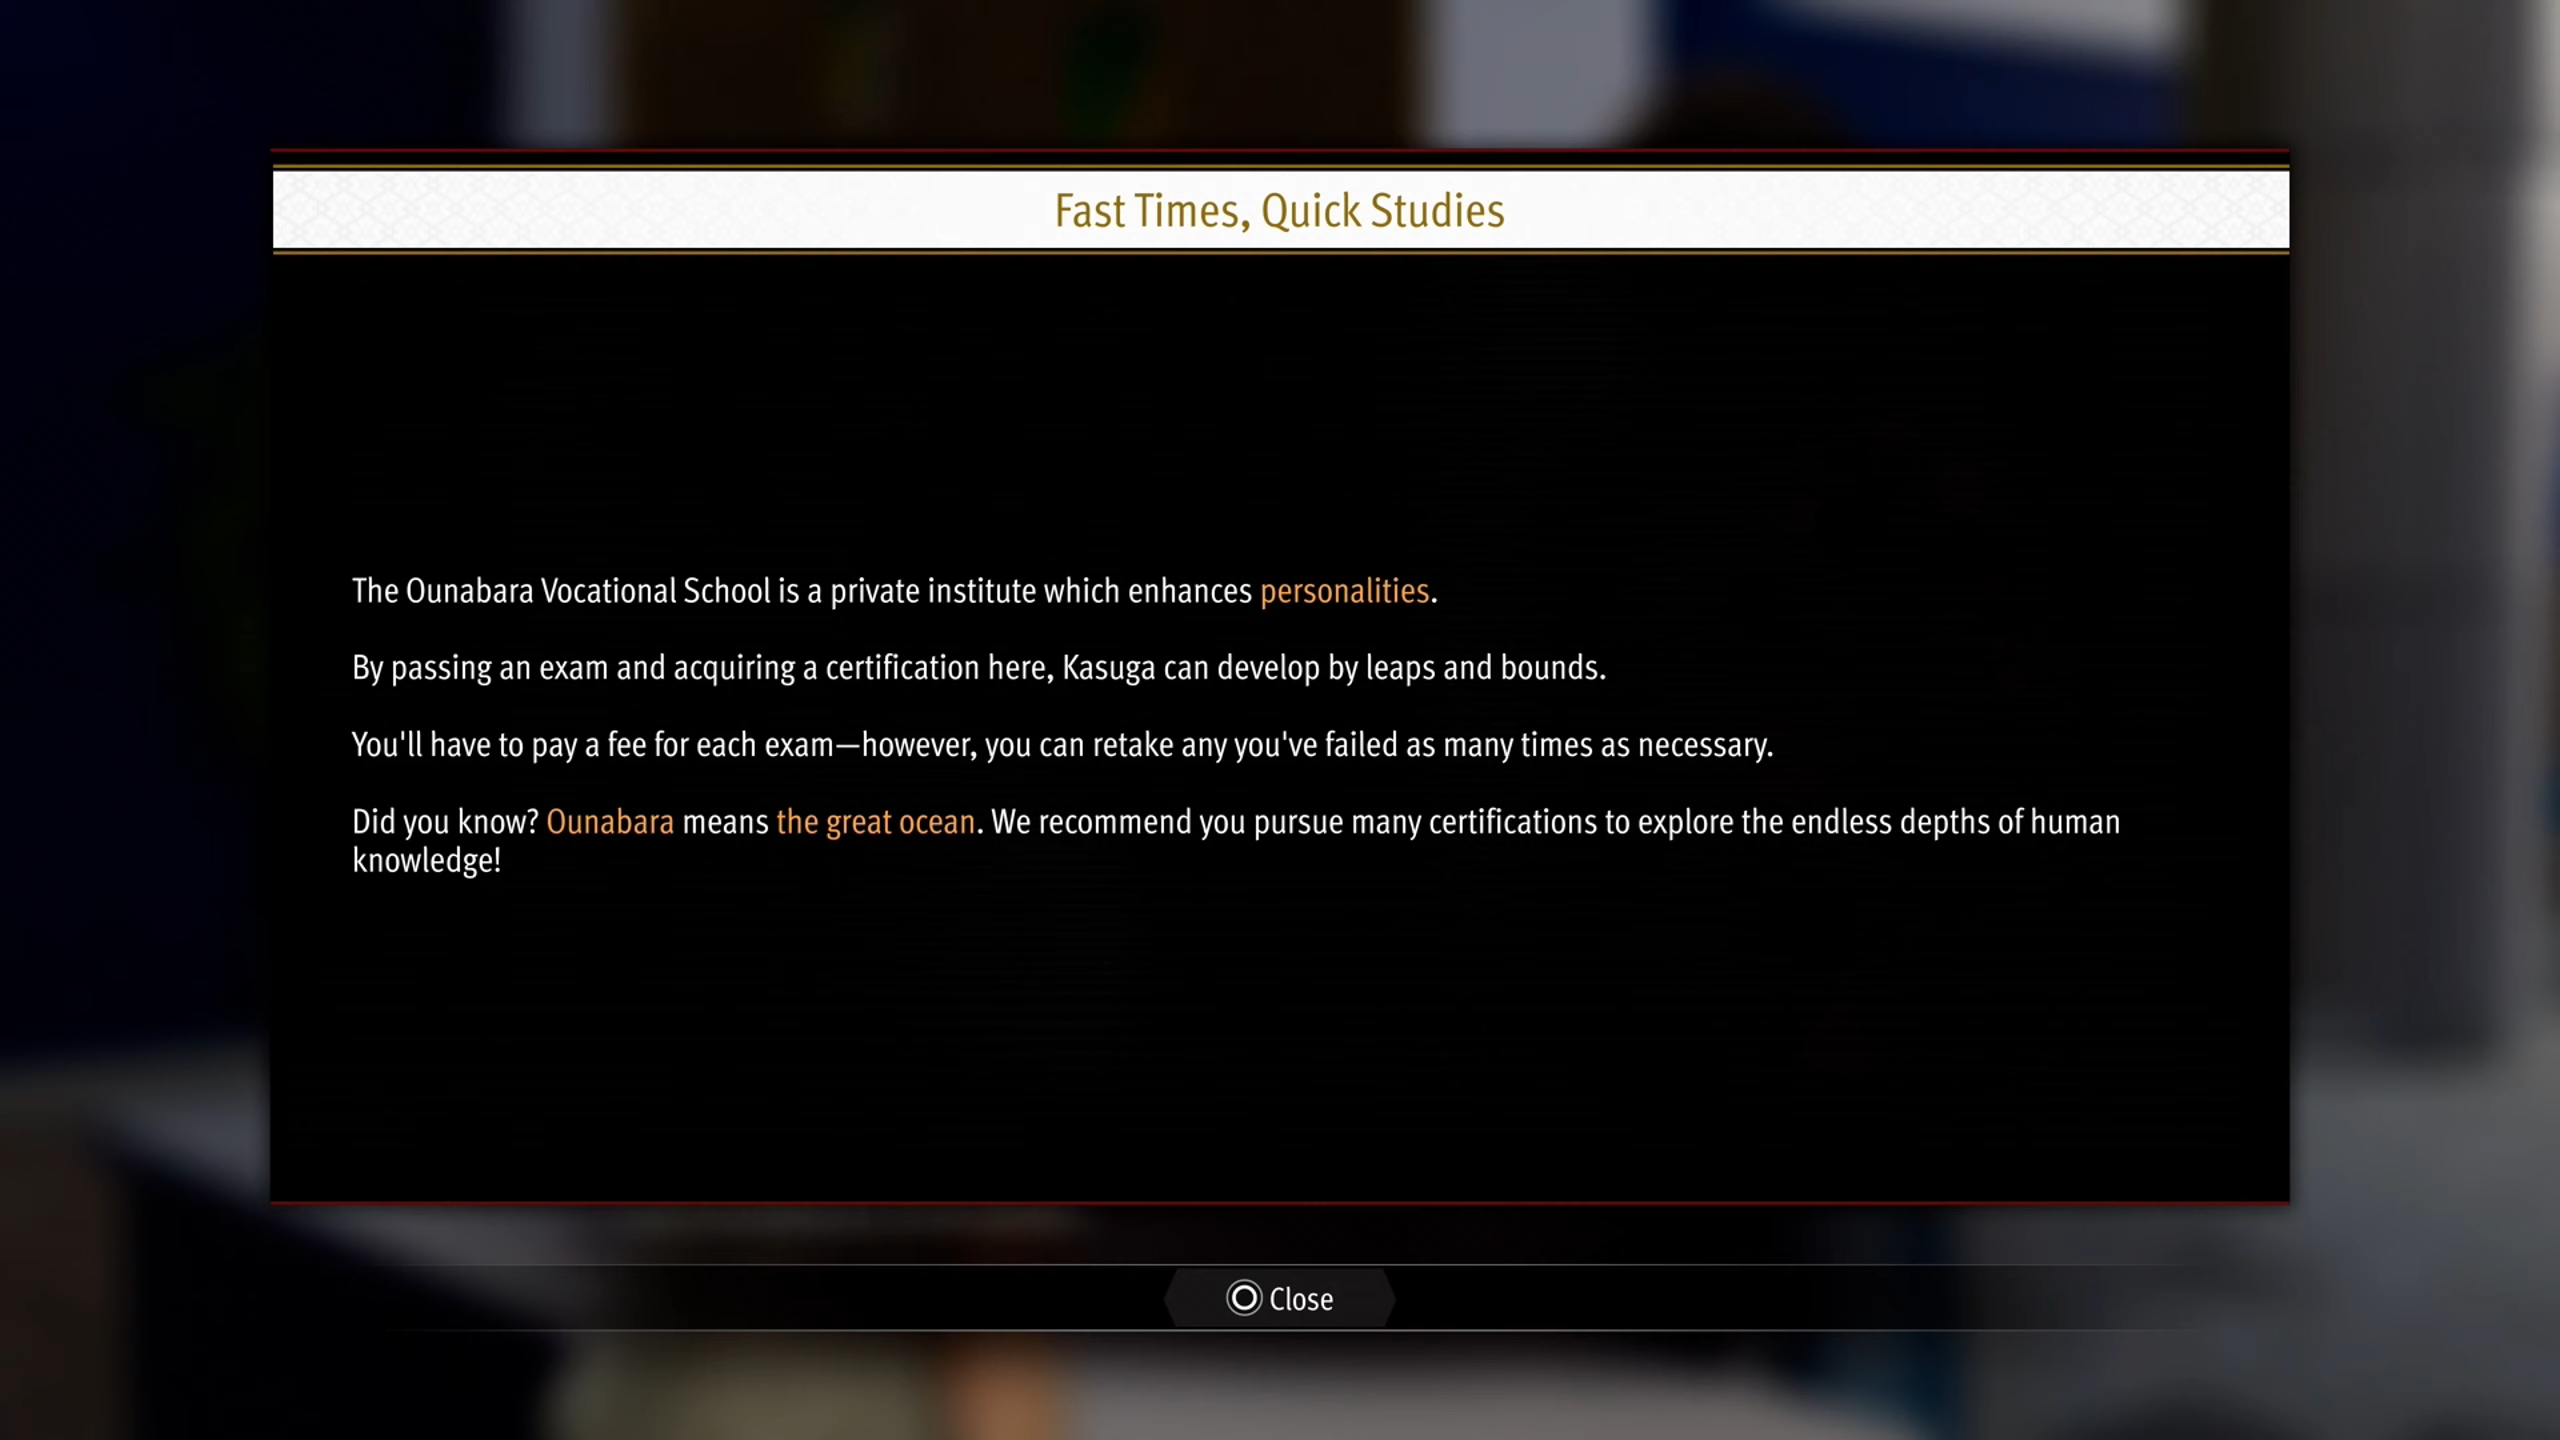 Fast Times, Quick Studies
The Ounabara Vocational School is a private institute which enhances personalities.
By passing an exam and acquiring a certification here, Kasuga can develop by leaps and bounds.
You'll have to pay a fee for each exam—however, you can retake any you've failed as many times as necessary.
Did you know? Ounabara means the great ocean. We recommend you pursue many certifications to explore the endless depths of human
knowledge!
Close